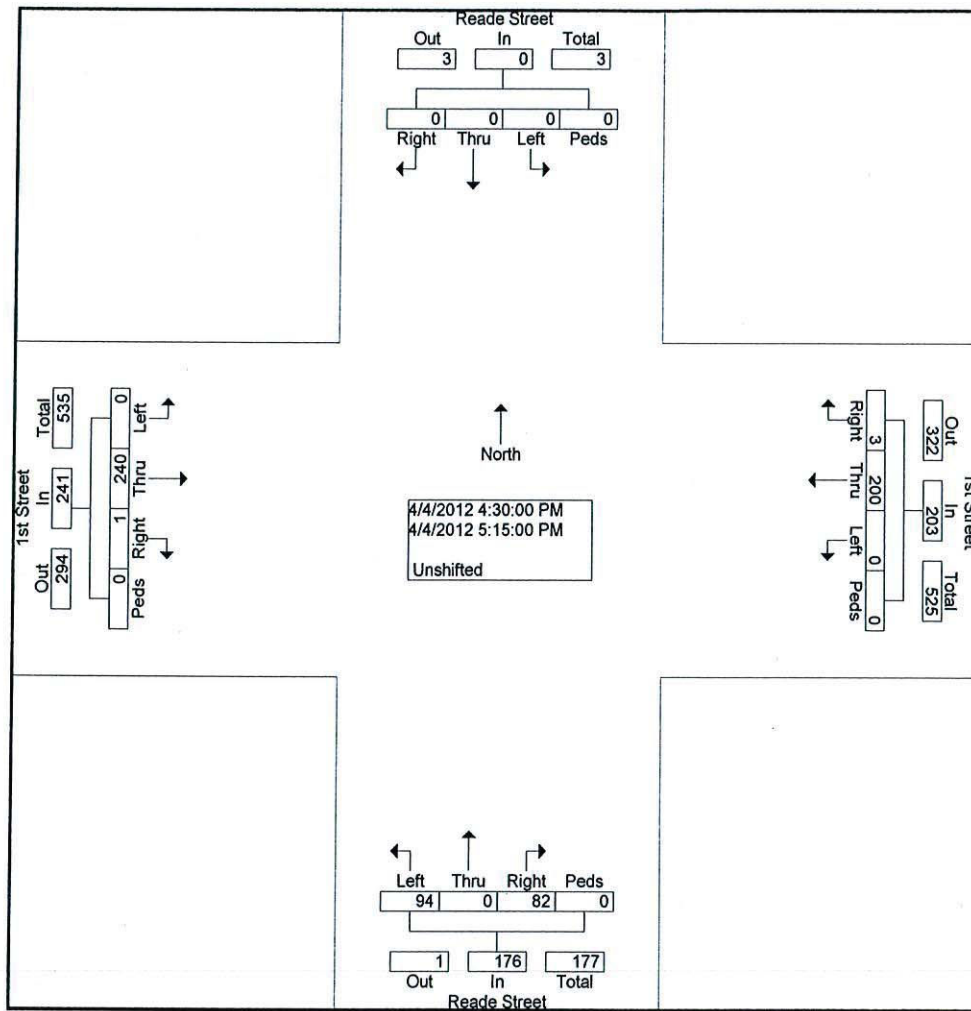 Reade Street
Out In Total
3 0 3
0 0 0 0
Right Thru Left Peds
North
4/4/2012 4:30:00 PM
4/4/2012 5:15:00 PM
Unshifted
1st Street
Total In Out
535 241 294
0 240 1 0
Left Thru Right Peds
1st Street
Out In Total
322 203 525
3 200 0 0
Right Thru Left Peds
Left Thru Right Peds
94 0 82 0
1 176 177
Out In Total
Reade Street